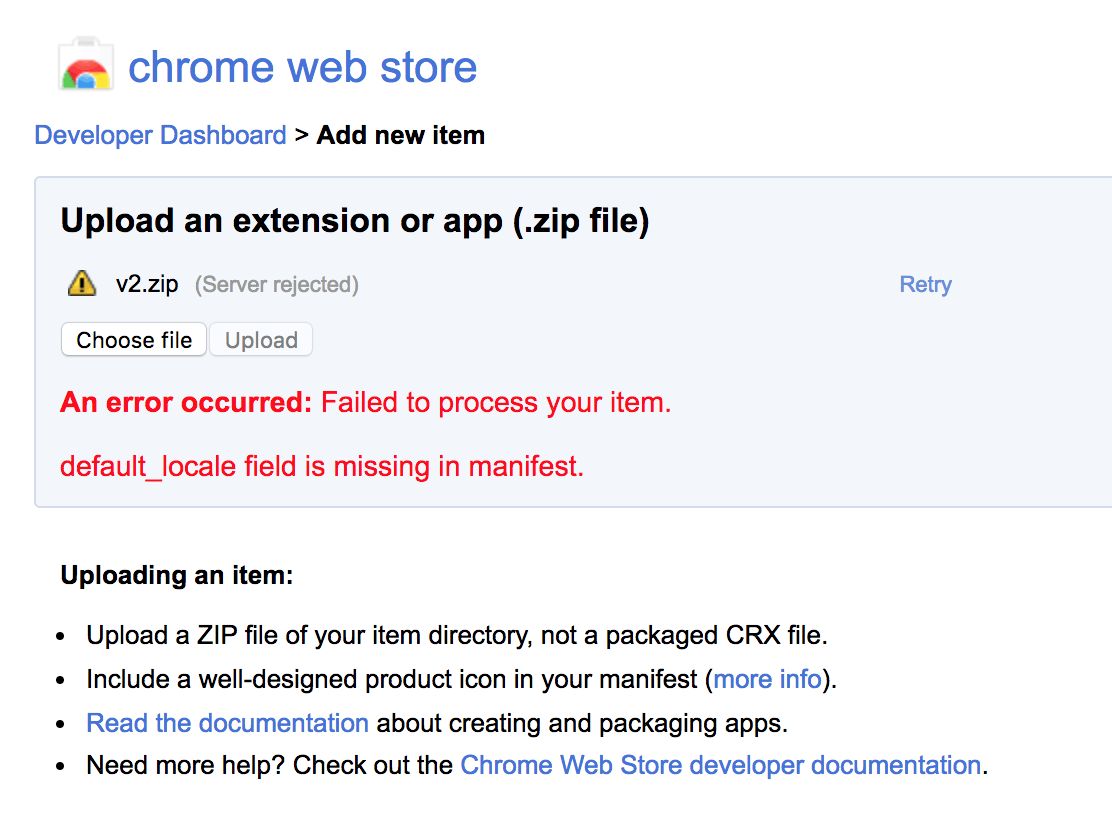 chrome web store
Developer Dashboard > Add new item
Upload an extension or app (.zip file)
v2.zip (Server rejected) Retry
Choose file Upload
An error occurred: Failed to process your item.
default_locale field is missing in manifest.
Uploading an item:
• Upload a ZIP file of your item directory, not a packaged CRX file.
• Include a well-designed product icon in your manifest (more info).
• Read the documentation about creating and packaging apps.
• Need more help? Check out the Chrome Web Store developer documentation.